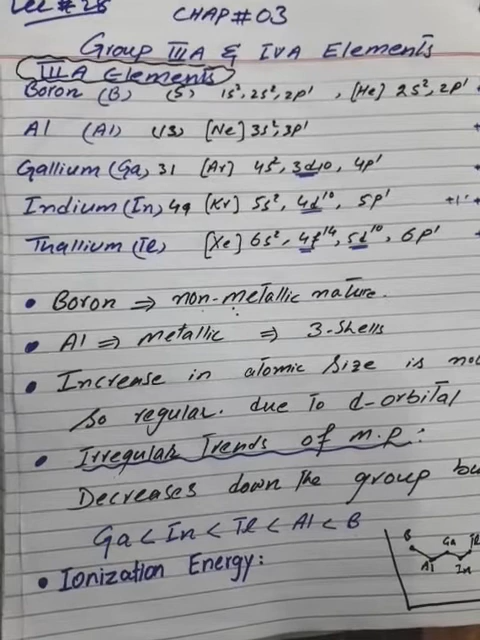 Lec # 28
CHAP # 03
Group IIIA & IVA Elements
IIIA Elements
Boron (B) (5) 1s², 2s², 2p¹ , [He] 2s², 2p¹
Al (Al) (13) [Ne] 3s², 3p¹
Gallium (Ga) 31 [Ar] 4s², 3d10, 4p¹
Indium (In) 49 [Kr] 5s², 4d¹⁰, 5p¹ +1
Thallium (Tl) [Xe] 6s², 4f¹⁴, 5d¹⁰, 6p¹
• Boron ⇒ non-metallic nature.
• Al ⇒ metallic ⇒ 3-shells
• Increase in atomic size is
so regular. due to d-orbital
• Irregular Trends of m.p:
Decreases down the group
Ga < In < Tl < Al < B
• Ionization Energy:
B Al Ga In Tl